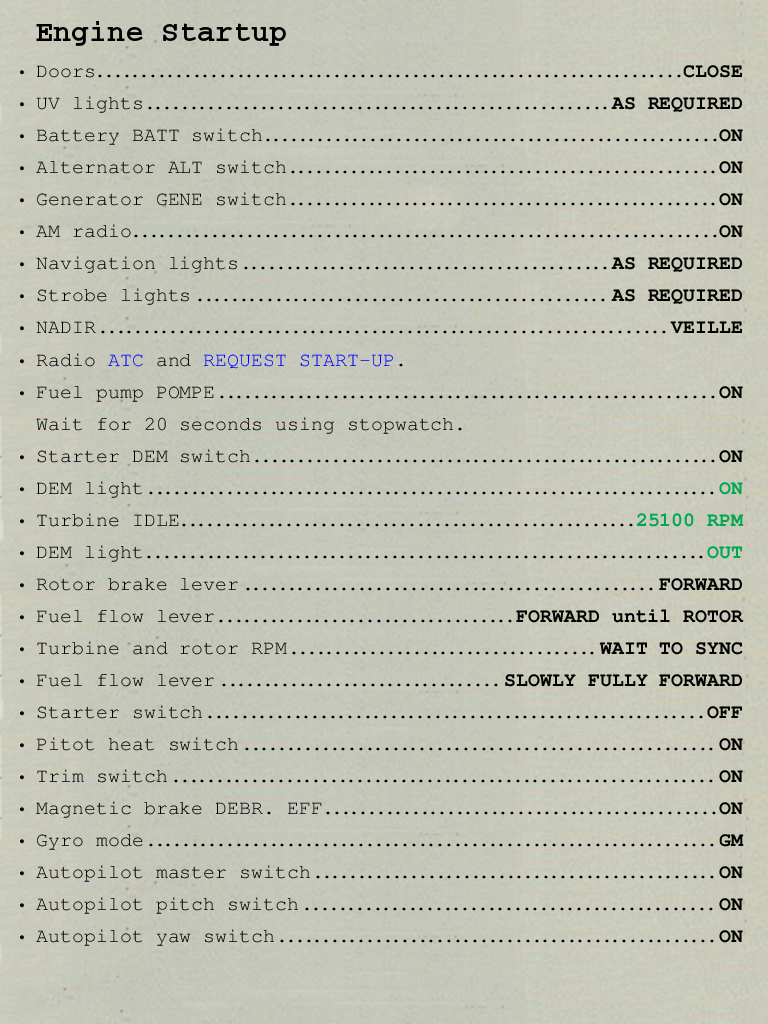 Engine Startup
• Doors..................................................CLOSE
• UV lights........................................AS REQUIRED
• Battery BATT switch.......................................ON
• Alternator ALT switch.....................................ON
• Generator GENE switch.....................................ON
• AM radio..................................................ON
• Navigation lights................................AS REQUIRED
• Strobe lights....................................AS REQUIRED
• NADIR.................................................VEILLE
• Radio ATC and REQUEST START-UP.
• Fuel pump POMPE...........................................ON
Wait for 20 seconds using stopwatch.
• Starter DEM switch........................................ON
• DEM light.................................................ON
• Turbine IDLE.......................................25100 RPM
• DEM light................................................OUT
• Rotor brake lever....................................FORWARD
• Fuel flow lever..........................FORWARD until ROTOR
• Turbine and rotor RPM...........................WAIT TO SYNC
• Fuel flow lever.........................SLOWLY FULLY FORWARD
• Starter switch...........................................OFF
• Pitot heat switch.........................................ON
• Trim switch...............................................ON
• Magnetic brake DEBR. EFF..................................ON
• Gyro mode.................................................GM
• Autopilot master switch...................................ON
• Autopilot pitch switch....................................ON
• Autopilot yaw switch......................................ON